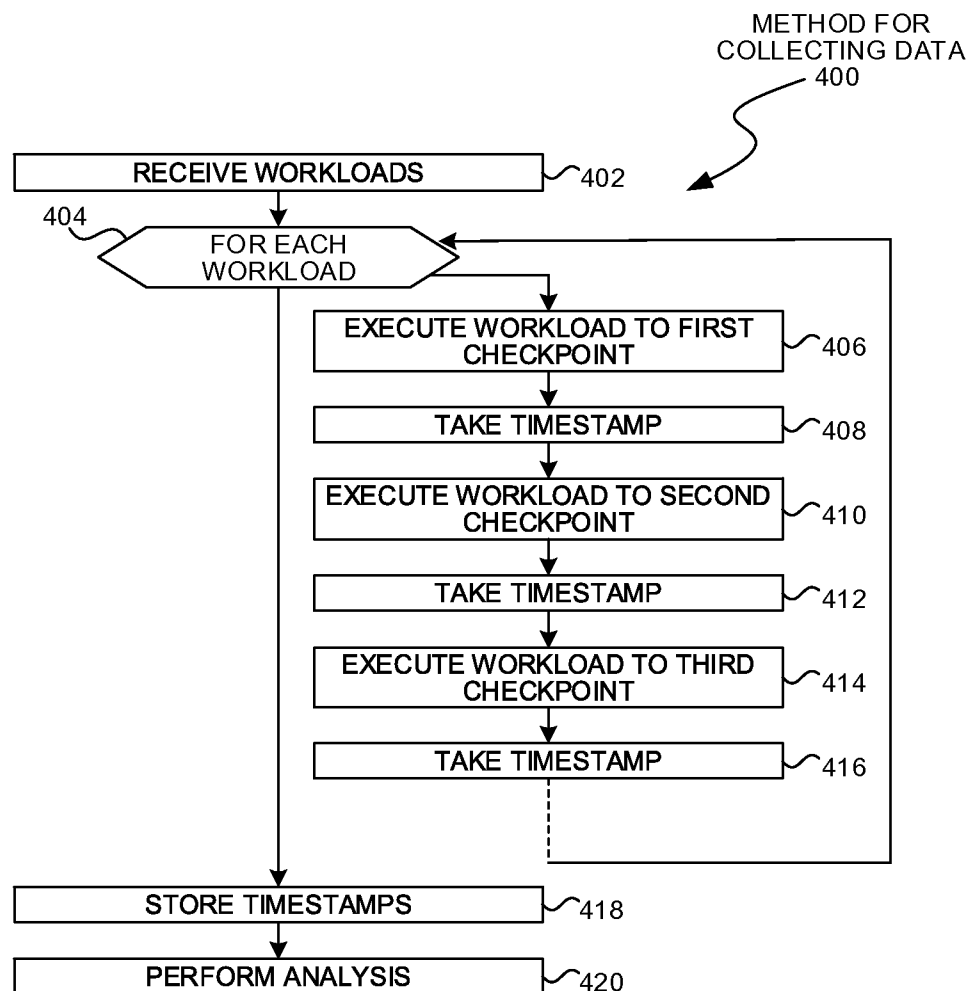 METHOD FOR
COLLECTING DATA
400
RECEIVE WORKLOADS
402
404
FOR EACH
WORKLOAD
EXECUTE WORKLOAD TO FIRST
CHECKPOINT
406
TAKE TIMESTAMP
408
EXECUTE WORKLOAD TO SECOND
CHECKPOINT
410
TAKE TIMESTAMP
412
EXECUTE WORKLOAD TO THIRD
CHECKPOINT
414
TAKE TIMESTAMP
416
STORE TIMESTAMPS
418
PERFORM ANALYSIS
420